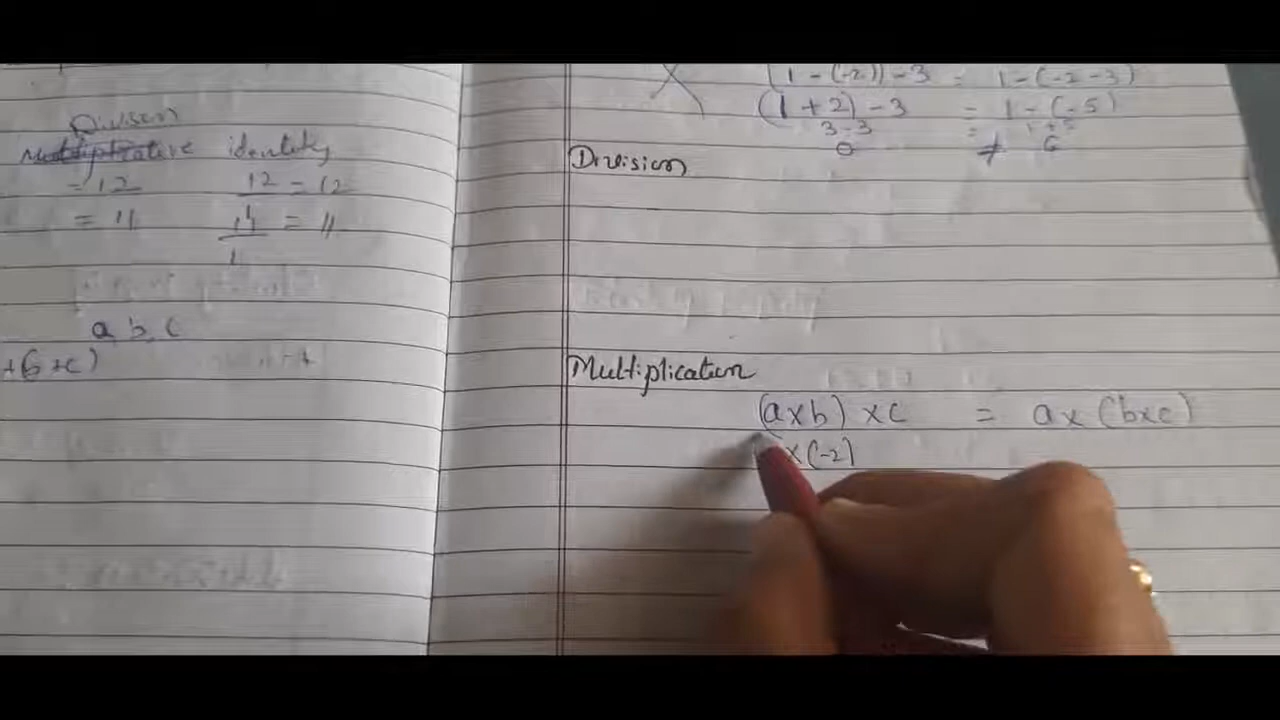 Division
Multiplicative identity
= 12 12 = 12
= 11 11/1 = 11
a, b, c
+(b+c)
X (1-(-2))-3 = 1-(-2-3)
(1+2)-3 = 1-(-5)
3-3 =
0 ≠ 6
Division
Multiplication
(a×b)×c = a×(b×c)
×(-2)